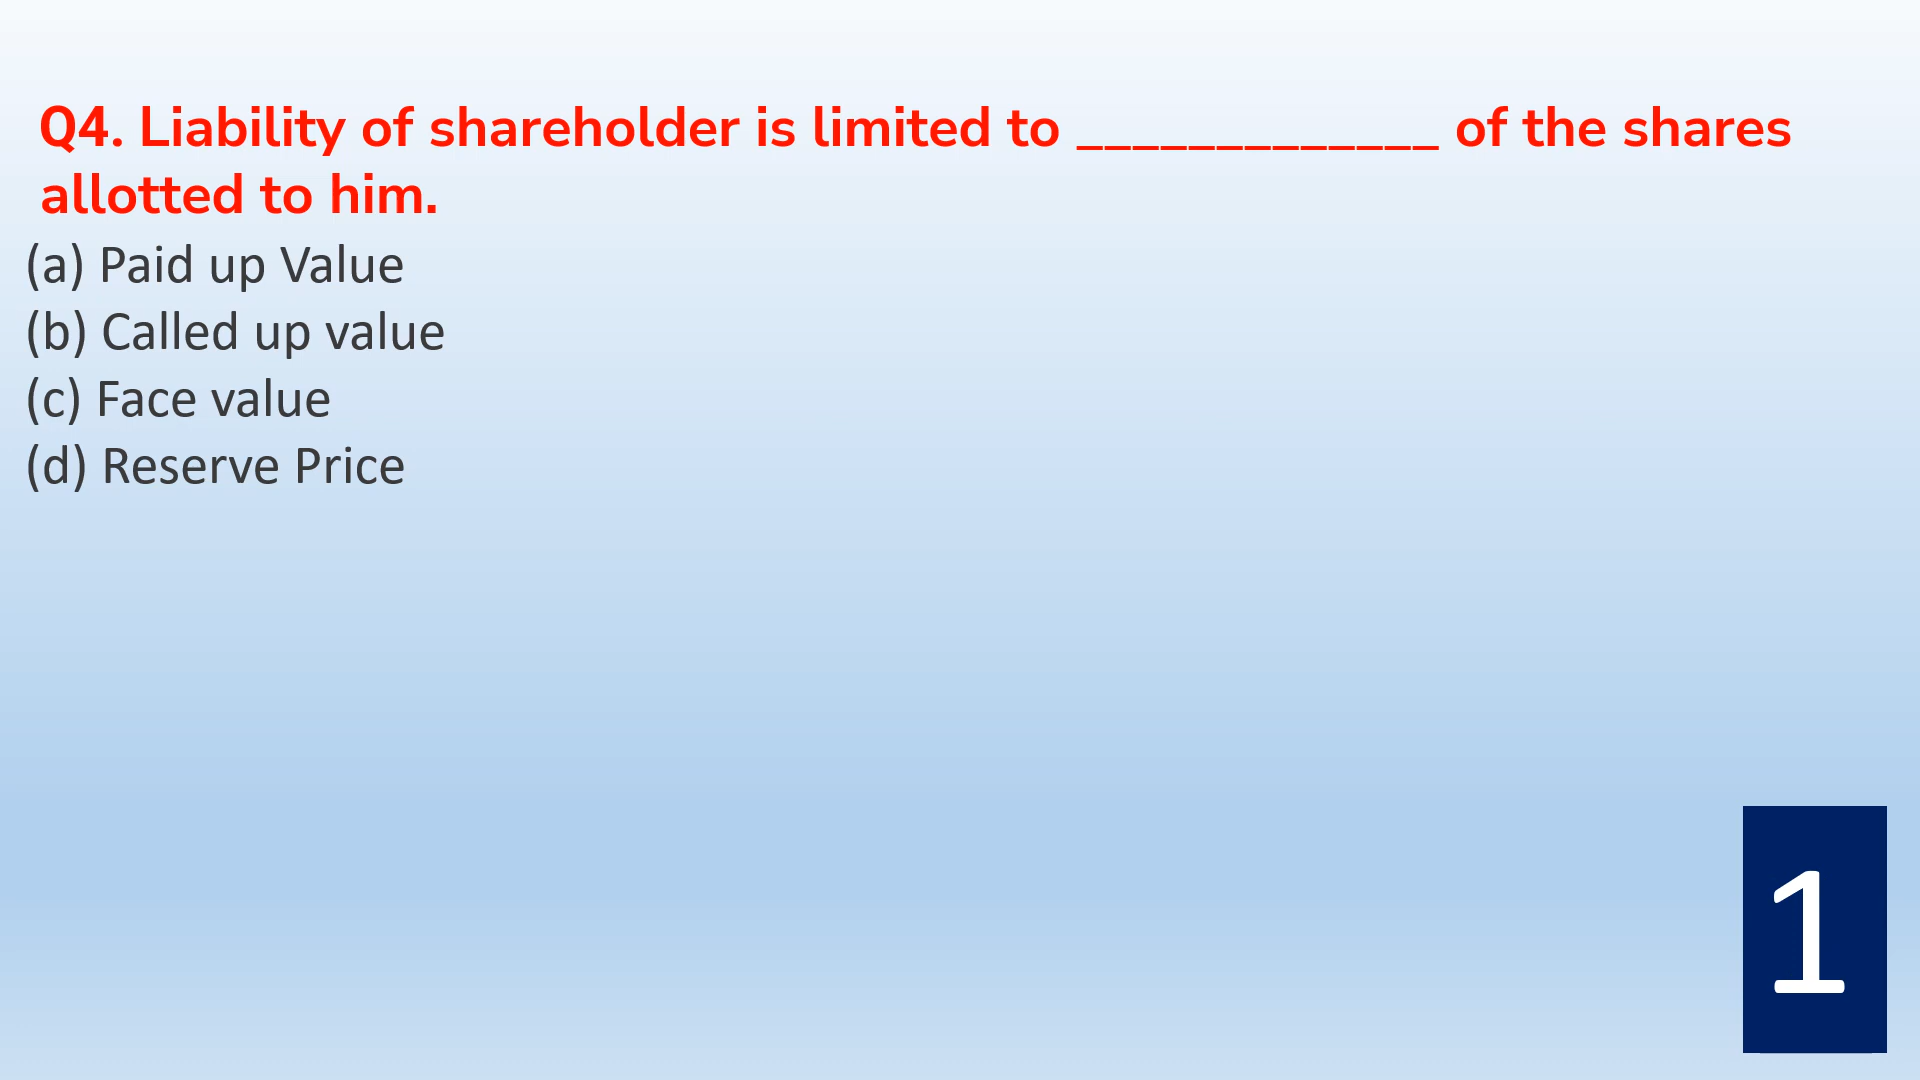 Q4. Liability of shareholder is limited to _____________ of the shares
allotted to him.
(a) Paid up Value
(b) Called up value
(c) Face value
(d) Reserve Price
1